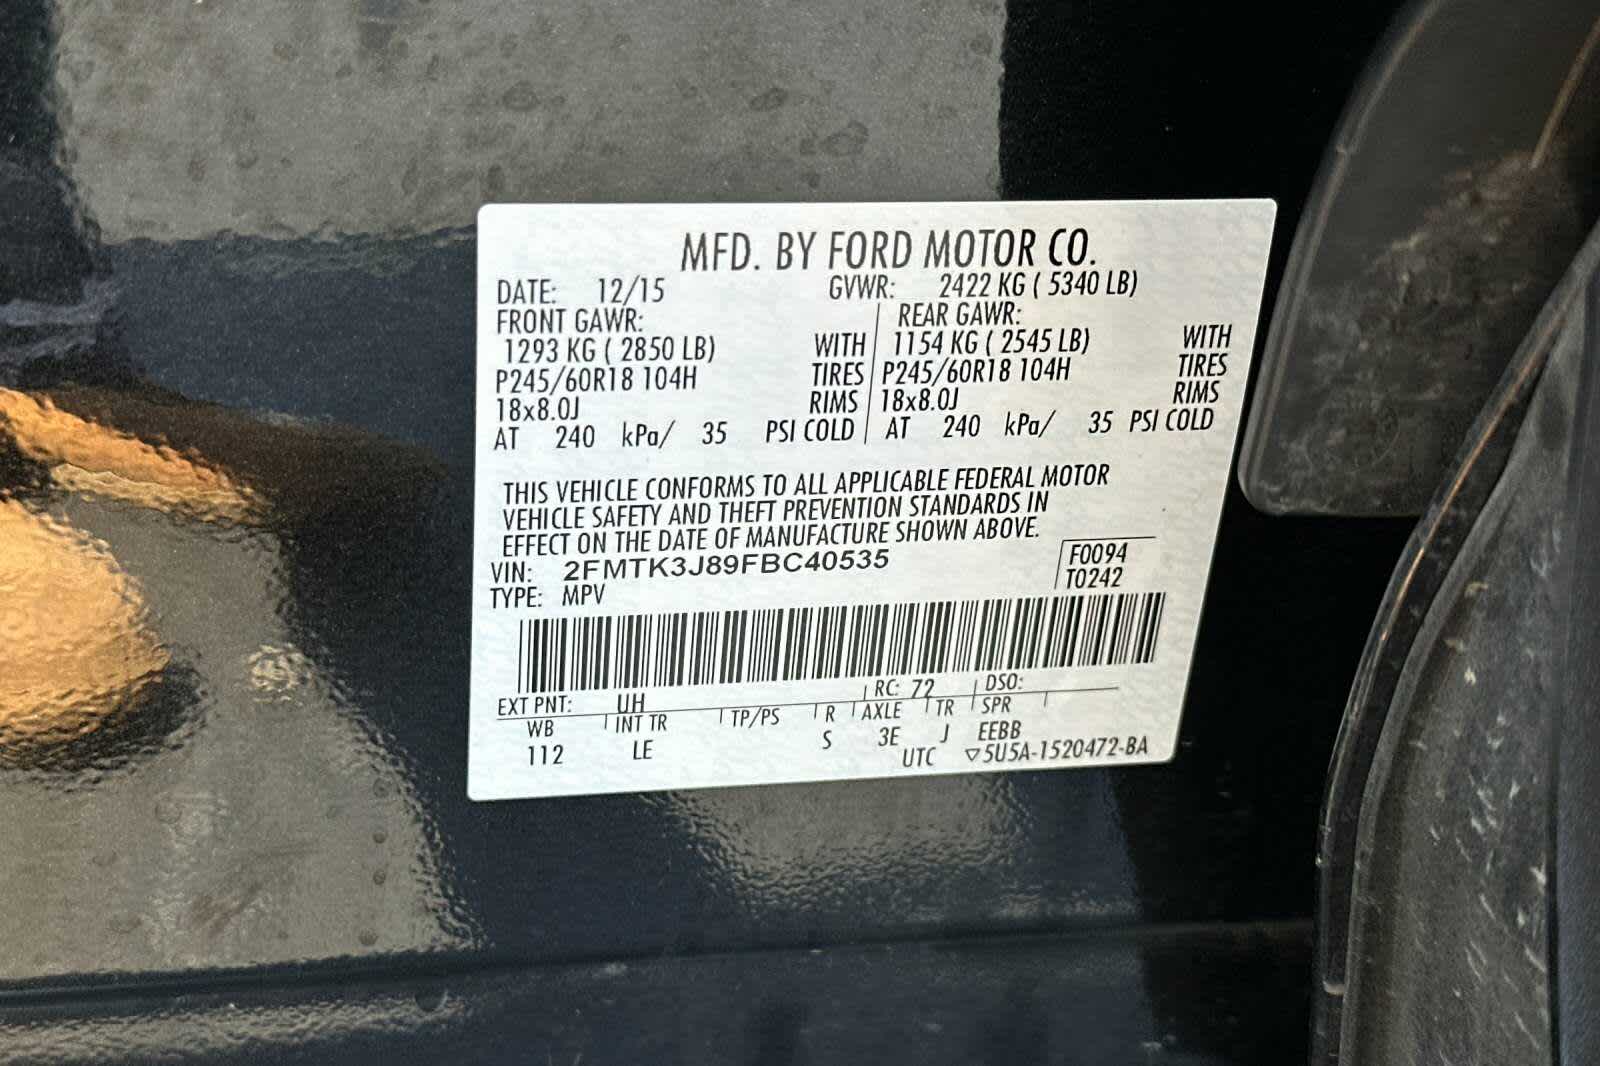 MFD. BY FORD MOTOR CO.
DATE: 12/15 GVWR: 2422 KG ( 5340 LB)
FRONT GAWR: REAR GAWR:
1293 KG ( 2850 LB) WITH 1154 KG ( 2545 LB) WITH
P245/60R18 104H TIRES P245/60R18 104H TIRES
18x8.0J RIMS 18x8.0J RIMS
AT 240 kPa/ 35 PSI COLD AT 240 kPa/ 35 PSI COLD
THIS VEHICLE CONFORMS TO ALL APPLICABLE FEDERAL MOTOR
VEHICLE SAFETY AND THEFT PREVENTION STANDARDS IN
EFFECT ON THE DATE OF MANUFACTURE SHOWN ABOVE.
VIN: 2FMTK3J89FBC40535 F0094
TYPE: MPV T0242
EXT PNT: UH RC: 72 DSO:
WB INT TR TP/PS R AXLE TR SPR
112 LE S 3E J EEBB
UTC ▽5U5A-1520472-BA